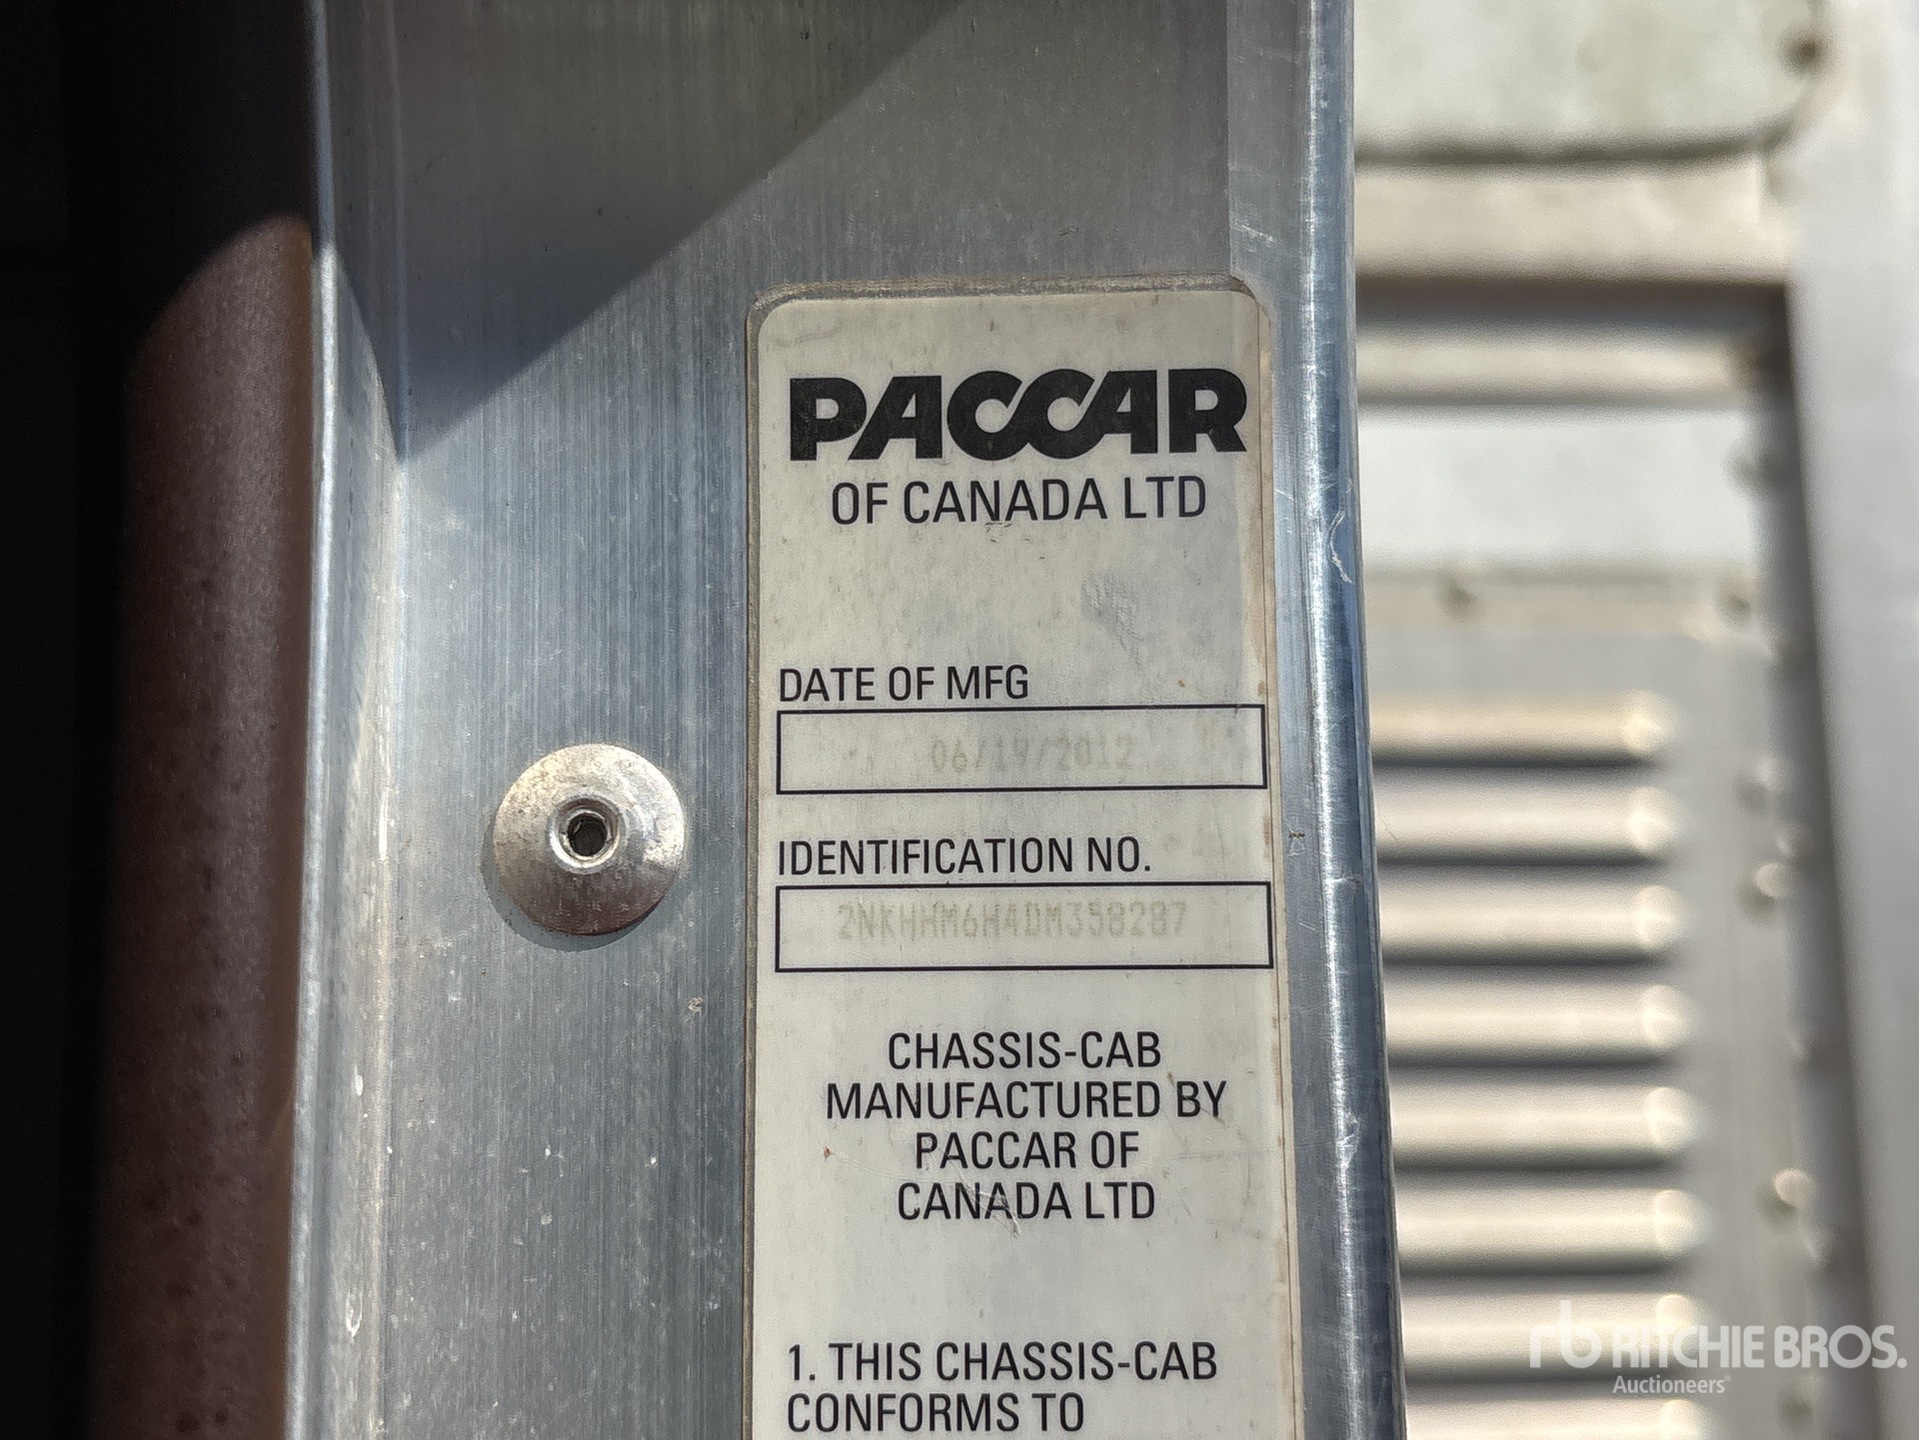 PACCAR
OF CANADA LTD
DATE OF MFG
06/19/2012
IDENTIFICATION NO.
2NKHHM6H4DM358287
CHASSIS-CAB
MANUFACTURED BY
PACCAR OF
CANADA LTD
1. THIS CHASSIS-CAB
CONFORMS TO
rb RITCHIE BROS.
Auctioneers®